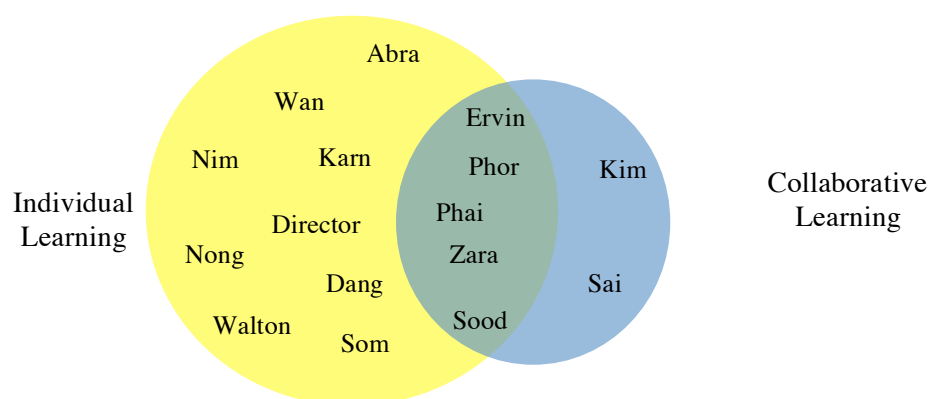 Abra
Wan
Ervin
Nim
Karn
Phor
Kim
Individual
Learning
Collaborative
Learning
Director
Phai
Nong
Zara
Dang
Sai
Walton
Sood
Som